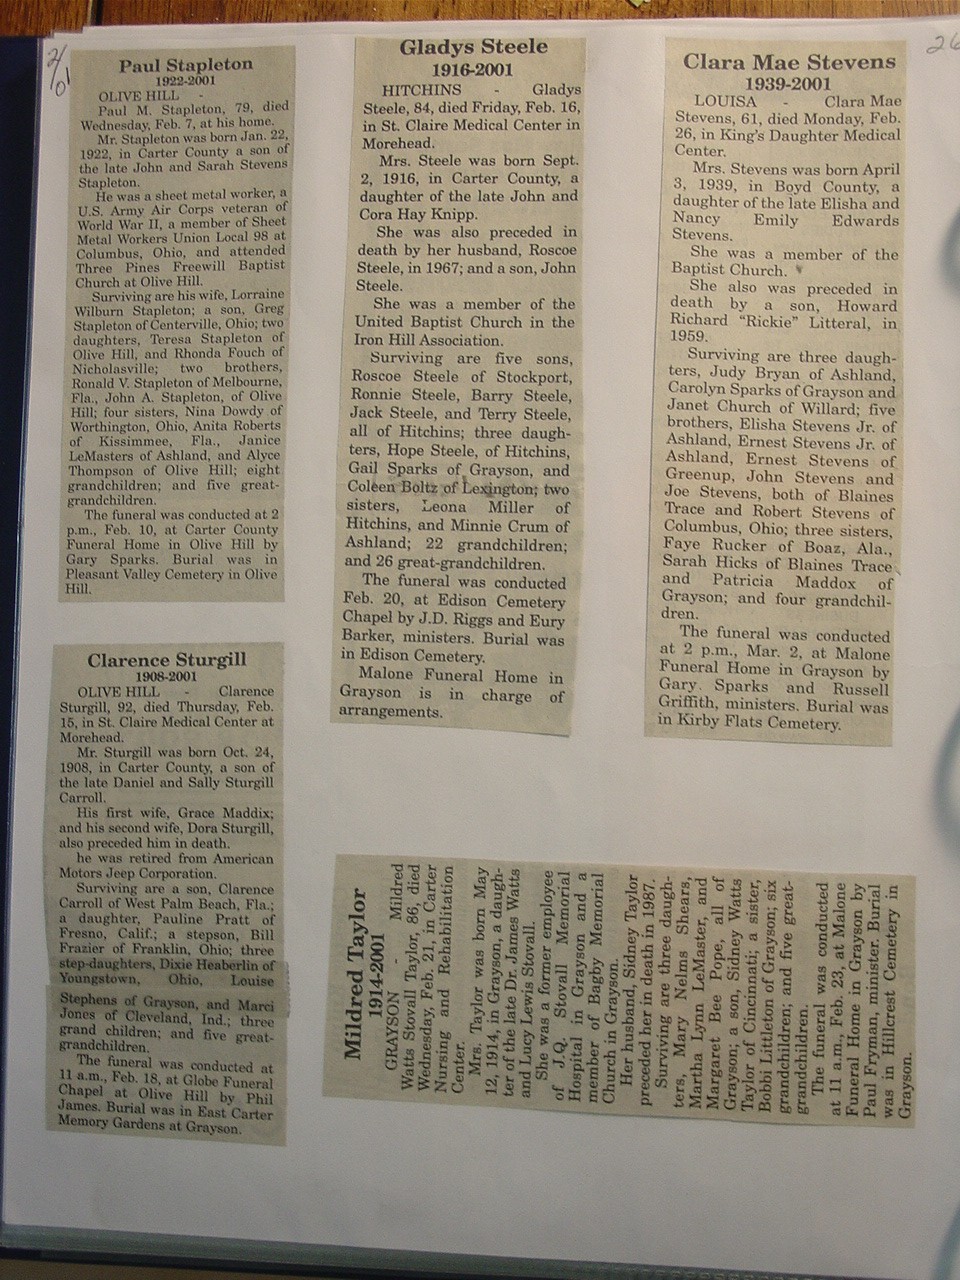 2/01
26
Paul Stapleton
1922-2001
OLIVE HILL -
Paul M. Stapleton, 79, died
Wednesday, Feb. 7, at his home.
Mr. Stapleton was born Jan. 22,
1922, in Carter County a son of
the late John and Sarah Stevens
Stapleton.
He was a sheet metal worker, a
U.S. Army Air Corps veteran of
World War II, a member of Sheet
Metal Workers Union Local 98 at
Columbus, Ohio, and attended
Three Pines Freewill Baptist
Church at Olive Hill.
Surviving are his wife, Lorraine
Wilburn Stapleton; a son, Greg
Stapleton of Centerville, Ohio; two
daughters, Teresa Stapleton of
Olive Hill, and Rhonda Fouch of
Nicholasville; two brothers,
Ronald V. Stapleton of Melbourne,
Fla., John A. Stapleton, of Olive
Hill; four sisters, Nina Dowdy of
Worthington, Ohio, Anita Roberts
of Kissimmee, Fla., Janice
LeMasters of Ashland, and Alyce
Thompson of Olive Hill; eight
grandchildren; and five great-
grandchildren.
The funeral was conducted at 2
p.m., Feb. 10, at Carter County
Funeral Home in Olive Hill by
Gary Sparks. Burial was in
Pleasant Valley Cemetery in Olive
Hill.
Clarence Sturgill
1908-2001
OLIVE HILL - Clarence
Sturgill, 92, died Thursday, Feb.
15, in St. Claire Medical Center at
Morehead.
Mr. Sturgill was born Oct. 24,
1908, in Carter County, a son of
the late Daniel and Sally Sturgill
Carroll.
His first wife, Grace Maddix;
and his second wife, Dora Sturgill,
also preceded him in death.
he was retired from American
Motors Jeep Corporation.
Surviving are a son, Clarence
Carroll of West Palm Beach, Fla.;
a daughter, Pauline Pratt of
Fresno, Calif.; a stepson, Bill
Frazier of Franklin, Ohio; three
step-daughters, Dixie Heaberlin of
Youngstown, Ohio, Louise
Stephens of Grayson, and Marci
Jones of Cleveland, Ind.; three
grand children; and five great-
grandchildren.
The funeral was conducted at
11 a.m., Feb. 18, at Globe Funeral
Chapel at Olive Hill by Phil
James. Burial was in East Carter
Memory Gardens at Grayson.
Gladys Steele
1916-2001
HITCHINS - Gladys
Steele, 84, died Friday, Feb. 16,
in St. Claire Medical Center in
Morehead.
Mrs. Steele was born Sept.
2, 1916, in Carter County, a
daughter of the late John and
Cora Hay Knipp.
She was also preceded in
death by her husband, Roscoe
Steele, in 1967; and a son, John
Steele.
She was a member of the
United Baptist Church in the
Iron Hill Association.
Surviving are five sons,
Roscoe Steele of Stockport,
Ronnie Steele, Barry Steele,
Jack Steele, and Terry Steele,
all of Hitchins; three daugh-
ters, Hope Steele, of Hitchins,
Gail Sparks of Grayson, and
Coleen Boltz of Lexington; two
sisters, Leona Miller of
Hitchins, and Minnie Crum of
Ashland; 22 grandchildren;
and 26 great-grandchildren.
The funeral was conducted
Feb. 20, at Edison Cemetery
Chapel by J.D. Riggs and Eury
Barker, ministers. Burial was
in Edison Cemetery.
Malone Funeral Home in
Grayson is in charge of
arrangements.
Clara Mae Stevens
1939-2001
LOUISA - Clara Mae
Stevens, 61, died Monday, Feb.
26, in King's Daughter Medical
Center.
Mrs. Stevens was born April
3, 1939, in Boyd County, a
daughter of the late Elisha and
Nancy Emily Edwards
Stevens.
She was a member of the
Baptist Church.
She also was preceded in
death by a son, Howard
Richard "Rickie" Litteral, in
1959.
Surviving are three daugh-
ters, Judy Bryan of Ashland,
Carolyn Sparks of Grayson and
Janet Church of Willard; five
brothers, Elisha Stevens Jr. of
Ashland, Ernest Stevens Jr. of
Ashland, Ernest Stevens of
Greenup, John Stevens and
Joe Stevens, both of Blaines
Trace and Robert Stevens of
Columbus, Ohio; three sisters,
Faye Rucker of Boaz, Ala.,
Sarah Hicks of Blaines Trace
and Patricia Maddox of
Grayson; and four grandchil-
dren.
The funeral was conducted
at 2 p.m., Mar. 2, at Malone
Funeral Home in Grayson by
Gary Sparks and Russell
Griffith, ministers. Burial was
in Kirby Flats Cemetery.
Mildred Taylor
1914-2001
GRAYSON - Mildred
Watts Stovall Taylor, 86, died
Wednesday, Feb. 21, in Carter
Nursing and Rehabilitation
Center.
Mrs. Taylor was born May
12, 1914, in Grayson, a daugh-
ter of the late Dr. James Watts
and Lucy Lewis Stovall.
She was a former employee
of J.Q. Stovall Memorial
Hospital in Grayson and a
member of Bagby Memorial
Church in Grayson.
Her husband, Sidney Taylor
preceded her in death in 1987.
Surviving are three daugh-
ters, Mary Nelms Shears,
Martha Lynn LeMaster, and
Margaret Bee Pope, all of
Grayson; a son, Sidney Watts
Taylor of Cincinnati; a sister,
Bobbi Littleton of Grayson; six
grandchildren; and five great-
grandchildren.
The funeral was conducted
at 11 a.m., Feb. 23, at Malone
Funeral Home in Grayson by
Paul Fryman, minister. Burial
was in Hillcrest Cemetery in
Grayson.